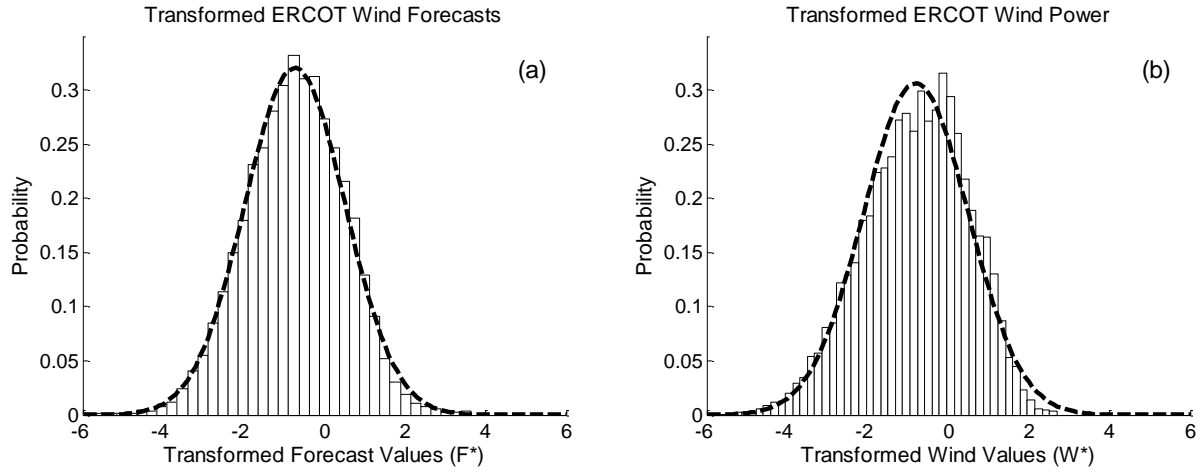 Transformed ERCOT Wind Forecasts
(a)
Probability
0.3
0.25
0.2
0.15
0.1
0.05
0
-6 -4 -2 0 2 4 6
Transformed Forecast Values (F*)
Transformed ERCOT Wind Power
(b)
Probability
0.3
0.25
0.2
0.15
0.1
0.05
0
-6 -4 -2 0 2 4 6
Transformed Wind Values (W*)